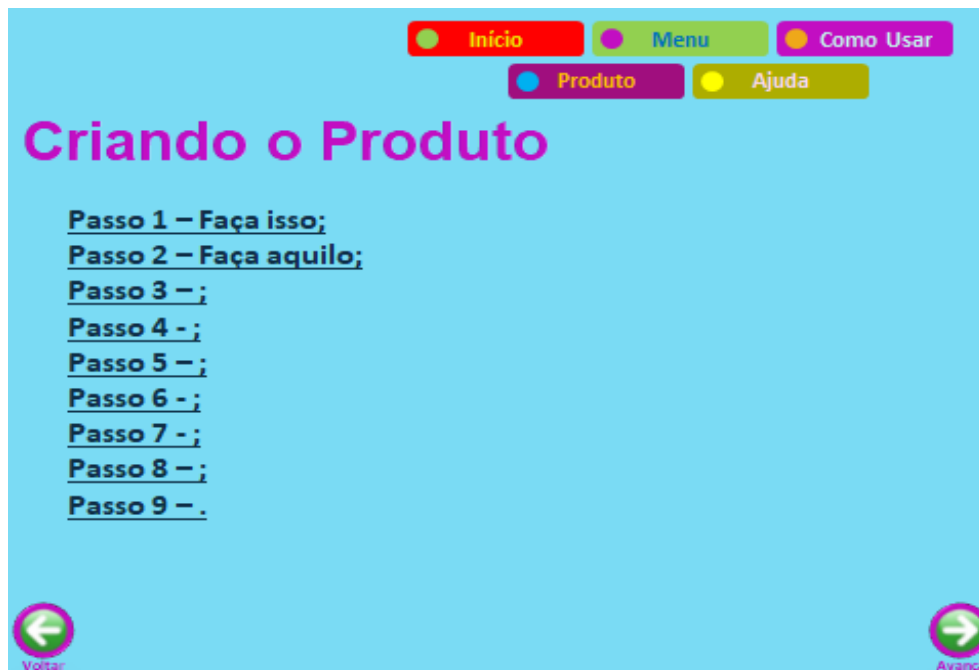 Início Menu Como Usar
Produto Ajuda
Criando o Produto
Passo 1 – Faça isso;
Passo 2 – Faça aquilo;
Passo 3 – ;
Passo 4 - ;
Passo 5 – ;
Passo 6 - ;
Passo 7 - ;
Passo 8 – ;
Passo 9 – .
Voltar